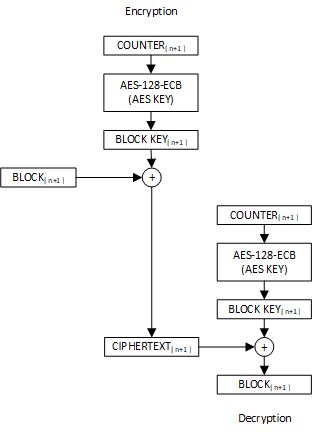 Encryption
COUNTER( n+1 )
AES-128-ECB
(AES KEY)
BLOCK KEY( n+1 )
BLOCK( n+1 )
+
COUNTER( n+1 )
AES-128-ECB
(AES KEY)
BLOCK KEY( n+1 )
CIPHERTEXT( n+1 )
+
BLOCK( n+1 )
Decryption